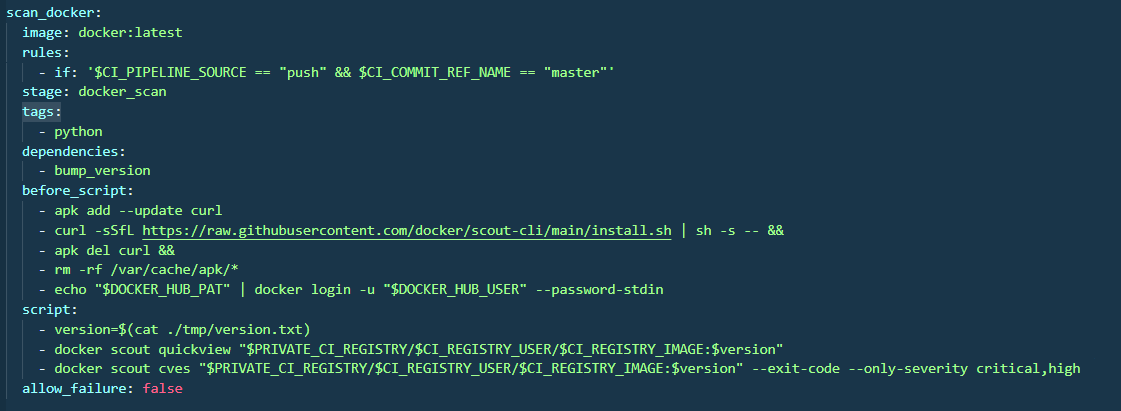 scan_docker:
image: docker:latest
rules:
- if: '$CI_PIPELINE_SOURCE == "push" && $CI_COMMIT_REF_NAME == "master"'
stage: docker_scan
tags:
- python
dependencies:
- bump_version
before_script:
- apk add --update curl
- curl -sSfL https://raw.githubusercontent.com/docker/scout-cli/main/install.sh | sh -s -- &&
- apk del curl &&
- rm -rf /var/cache/apk/*
- echo "$DOCKER_HUB_PAT" | docker login -u "$DOCKER_HUB_USER" --password-stdin
script:
- version=$(cat ./tmp/version.txt)
- docker scout quickview "$PRIVATE_CI_REGISTRY/$CI_REGISTRY_USER/$CI_REGISTRY_IMAGE:$version"
- docker scout cves "$PRIVATE_CI_REGISTRY/$CI_REGISTRY_USER/$CI_REGISTRY_IMAGE:$version" --exit-code --only-severity critical,high
allow_failure: false